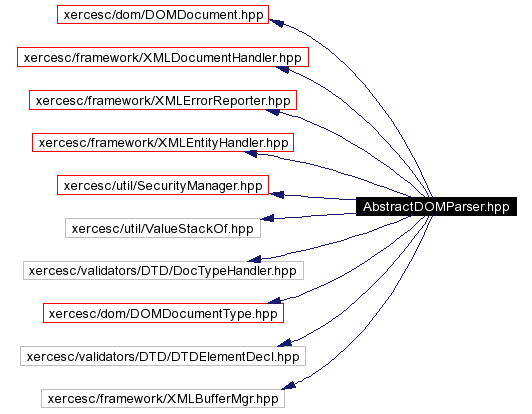 xercesc/dom/DOMDocument.hpp
xercesc/framework/XMLDocumentHandler.hpp
xercesc/framework/XMLErrorReporter.hpp
xercesc/framework/XMLEntityHandler.hpp
xercesc/util/SecurityManager.hpp
AbstractDOMParser.hpp
xercesc/util/ValueStackOf.hpp
xercesc/validators/DTD/DocTypeHandler.hpp
xercesc/dom/DOMDocumentType.hpp
xercesc/validators/DTD/DTDElementDecl.hpp
xercesc/framework/XMLBufferMgr.hpp